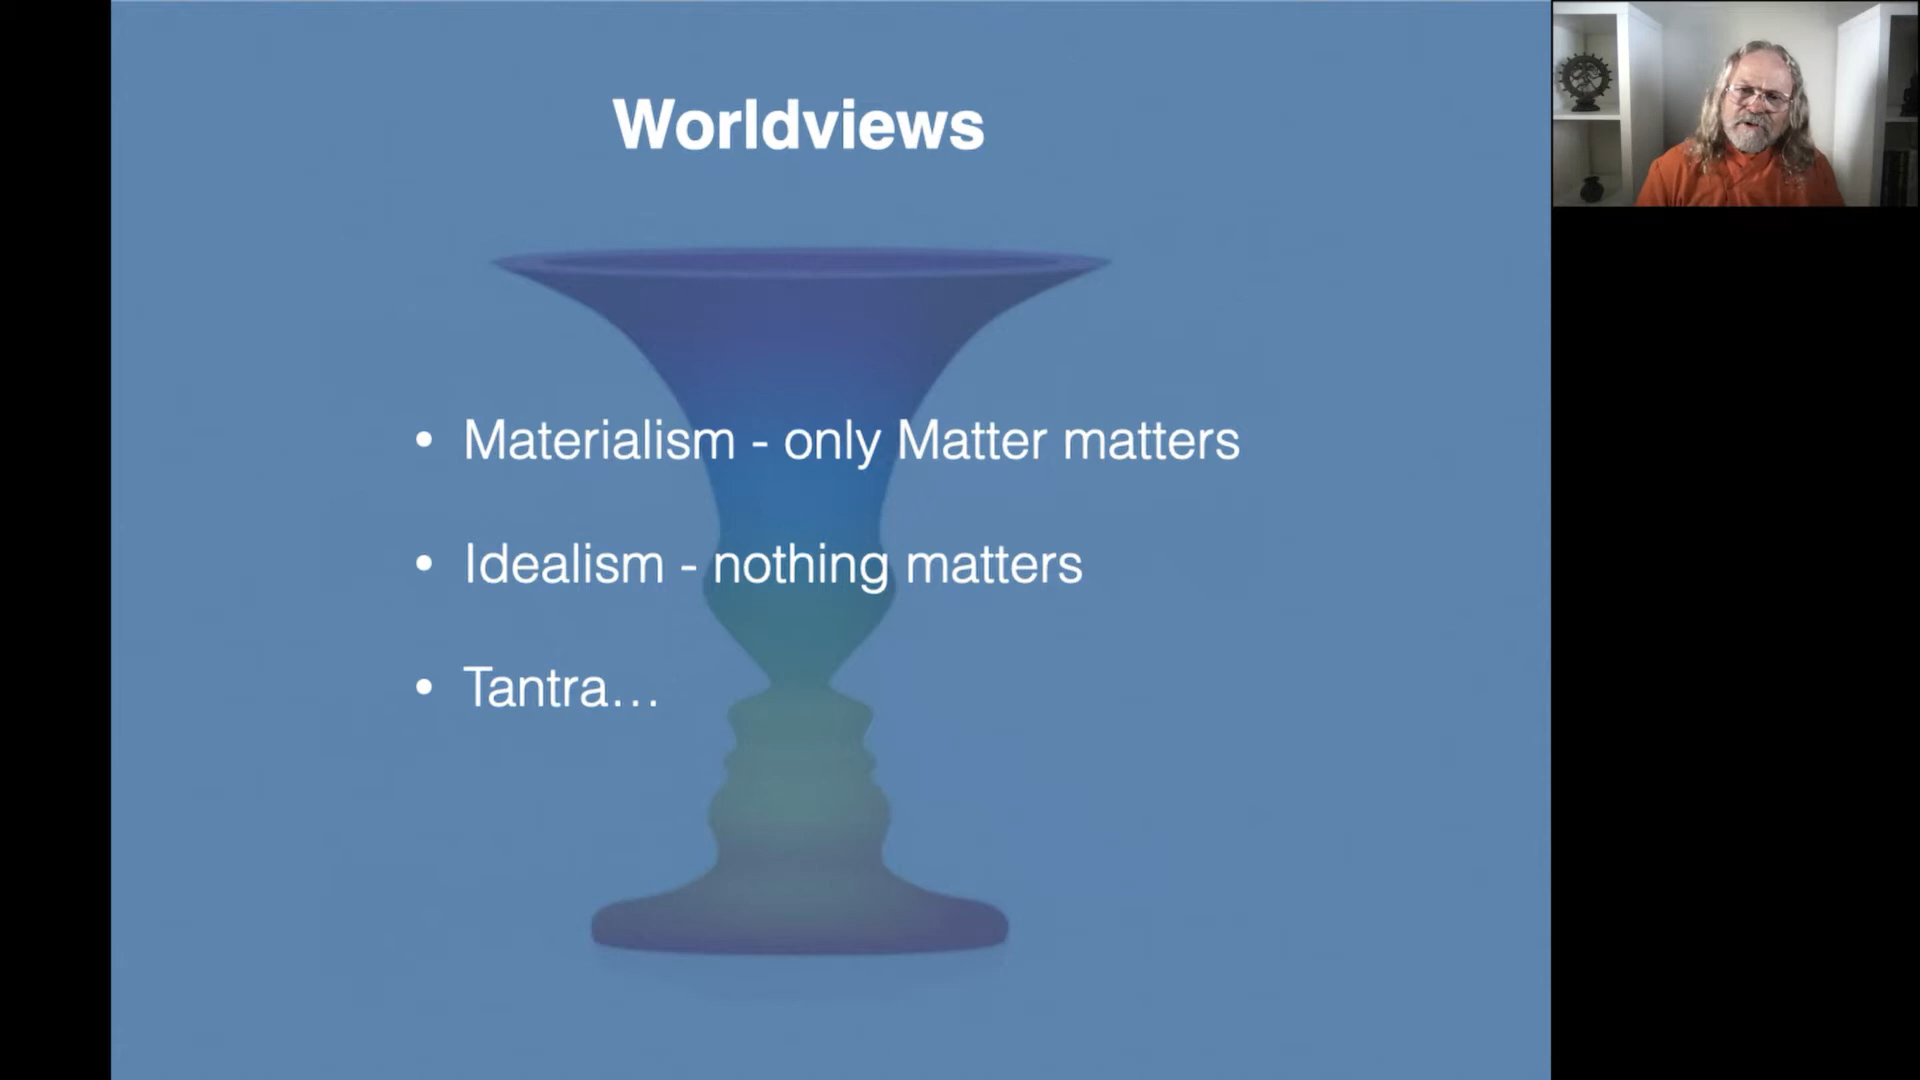 Worldviews
• Materialism - only Matter matters
• Idealism - nothing matters
• Tantra…